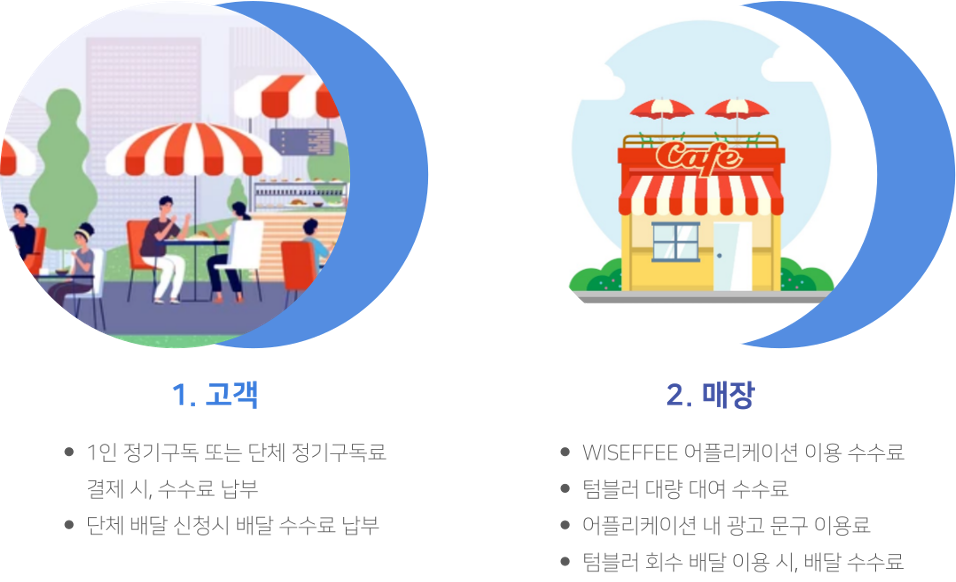 Cafe
1. 고객
• 1인 정기구독 또는 단체 정기구독료
결제 시, 수수료 납부
• 단체 배달 신청시 배달 수수료 납부
2. 매장
• WISEFFEE 어플리케이션 이용 수수료
• 텀블러 대량 대여 수수료
• 어플리케이션 내 광고 문구 이용료
• 텀블러 회수 배달 이용 시, 배달 수수료